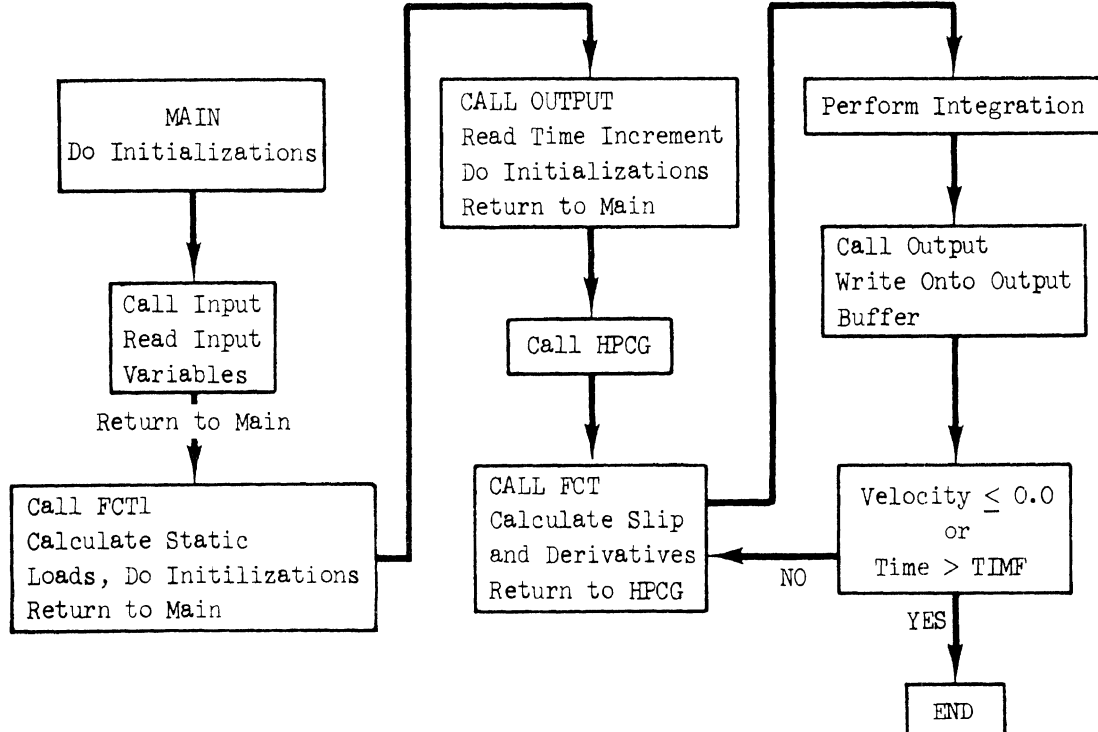 MAIN
Do Initializations
Call Input
Read Input
Variables
Return to Main
Call FCT1
Calculate Static
Loads, Do Initilizations
Return to Main
CALL OUTPUT
Read Time Increment
Do Initializations
Return to Main
Call HPCG
CALL FCT
Calculate Slip
and Derivatives
Return to HPCG
Perform Integration
Call Output
Write Onto Output
Buffer
Velocity ≤ 0.0
or
Time > TIMF
NO
YES
END